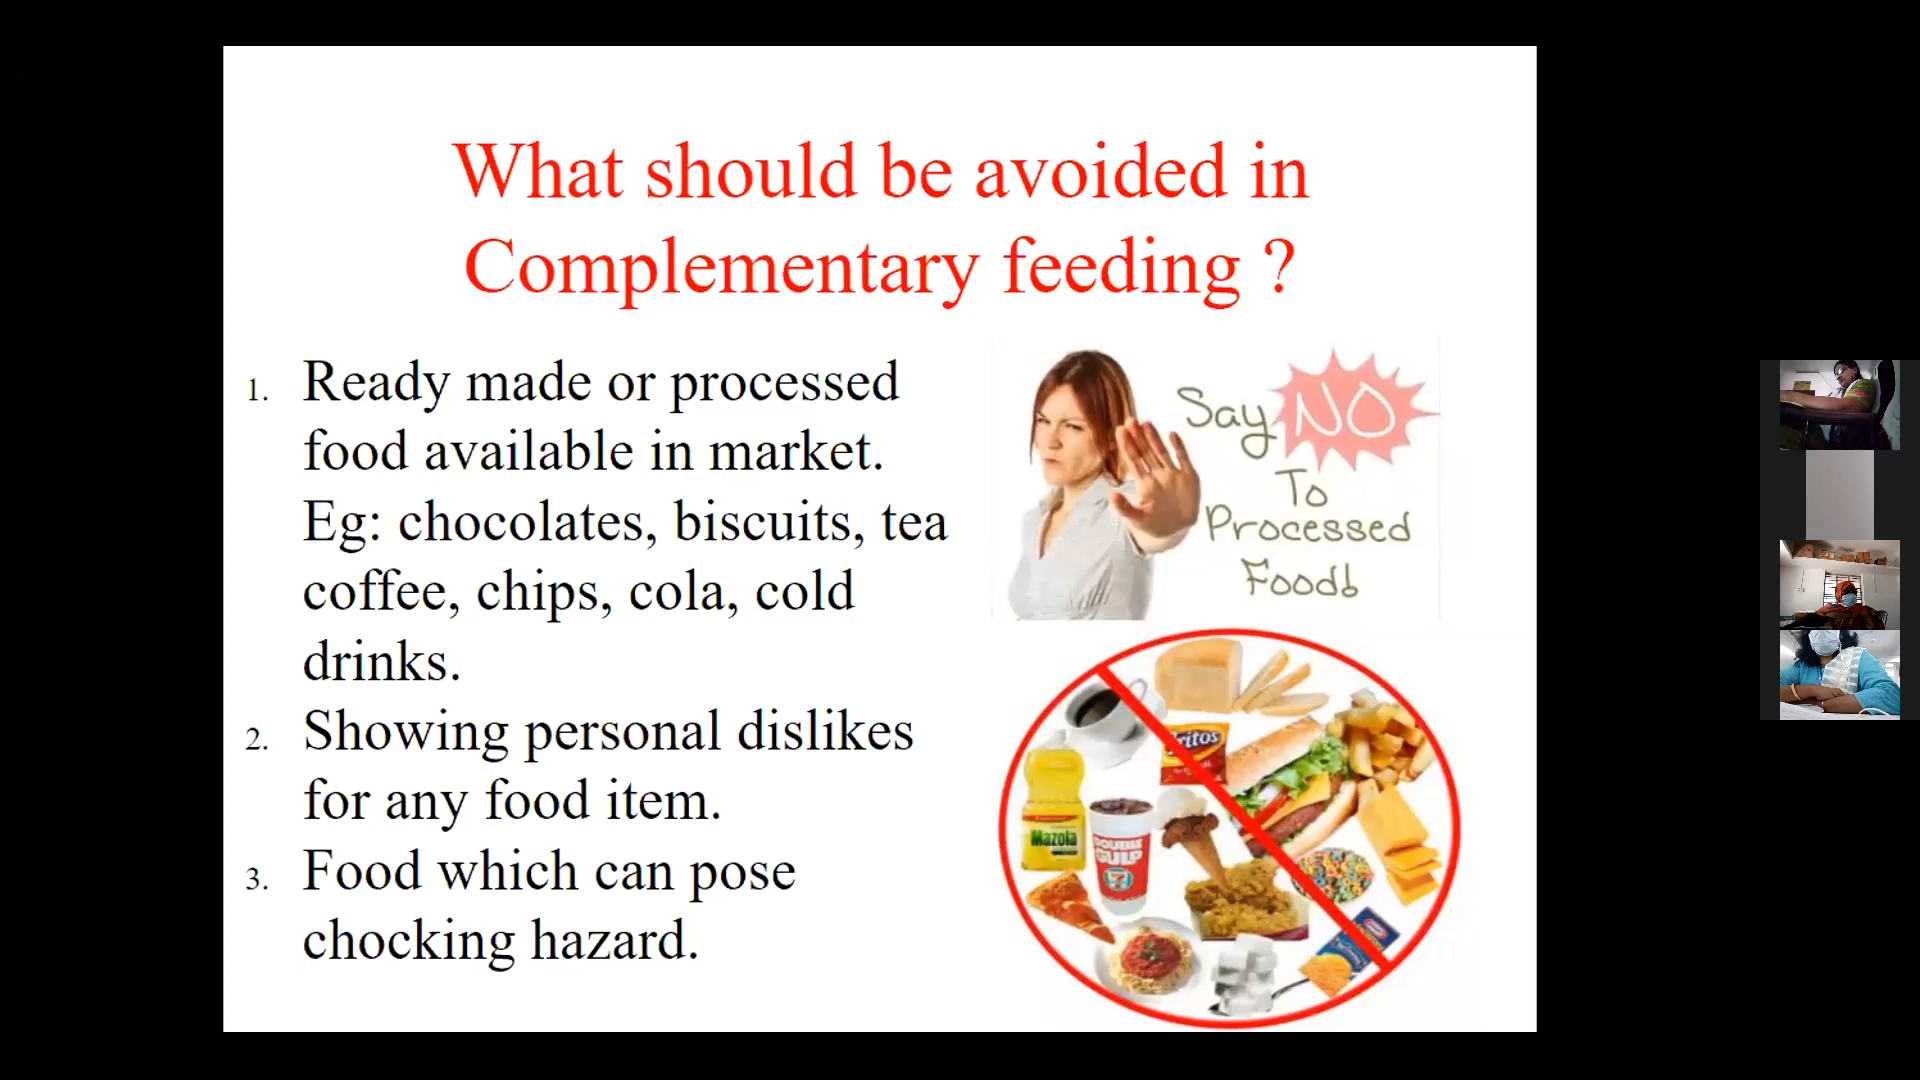 What should be avoided in
Complementary feeding ?
1. Ready made or processed
food available in market.
Eg: chocolates, biscuits, tea
coffee, chips, cola, cold
drinks.
2. Showing personal dislikes
for any food item.
3. Food which can pose
chocking hazard.
Say NO
To
Processed
Food!
ritos
Mazola
DOUBLE
GULP